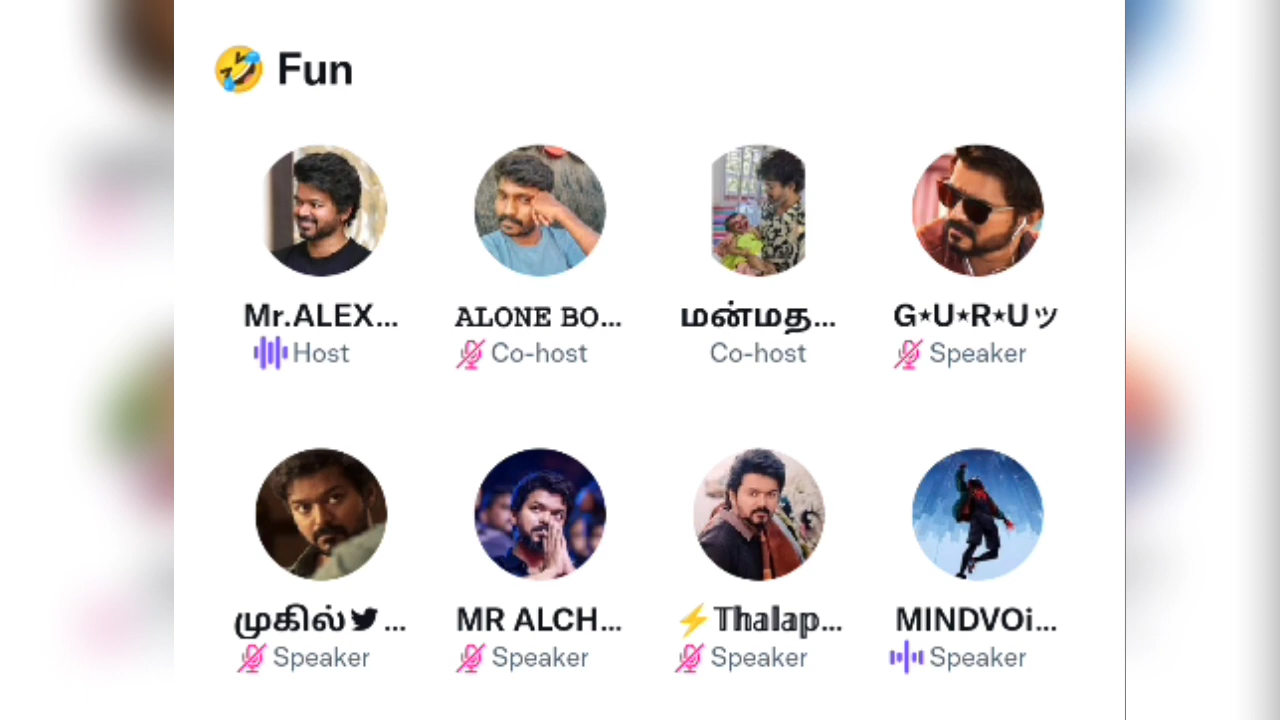 🤣 Fun
Mr.ALEX... ALONE BO... மன்மத... G⋆U⋆R⋆Uッ
Host Co-host Co-host Speaker
முகில்... MR ALCH... ⚡𝕋𝕙𝕒𝕝𝕒𝕡... MINDVOi...
Speaker Speaker Speaker Speaker